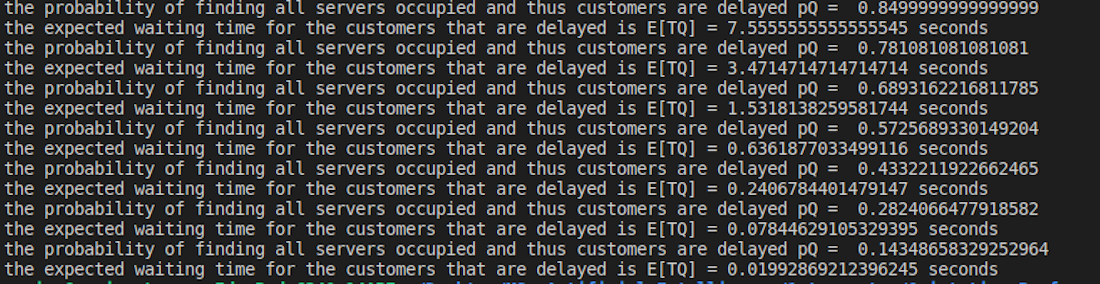 the probability of finding all servers occupied and thus customers are delayed pQ =  0.8499999999999999
the expected waiting time for the customers that are delayed is E[TQ] = 7.5555555555555545 seconds
the probability of finding all servers occupied and thus customers are delayed pQ =  0.781081081081081
the expected waiting time for the customers that are delayed is E[TQ] = 3.4714714714714714 seconds
the probability of finding all servers occupied and thus customers are delayed pQ =  0.6893162216811785
the expected waiting time for the customers that are delayed is E[TQ] = 1.5318138259581744 seconds
the probability of finding all servers occupied and thus customers are delayed pQ =  0.5725689330149204
the expected waiting time for the customers that are delayed is E[TQ] = 0.6361877033499116 seconds
the probability of finding all servers occupied and thus customers are delayed pQ =  0.4332211922662465
the expected waiting time for the customers that are delayed is E[TQ] = 0.2406784401479147 seconds
the probability of finding all servers occupied and thus customers are delayed pQ =  0.2824066477918582
the expected waiting time for the customers that are delayed is E[TQ] = 0.07844629105329395 seconds
the probability of finding all servers occupied and thus customers are delayed pQ =  0.14348658329252964
the expected waiting time for the customers that are delayed is E[TQ] = 0.01992869212396245 seconds